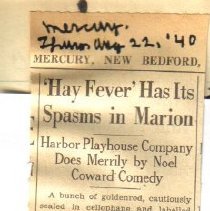 Mercury.
Thurs Aug 22, '40
MERCURY, NEW BEDFORD,
'Hay Fever' Has Its
Spasms in Marion
Harbor Playhouse Company
Does Merrily by Noel
Coward Comedy
A bunch of goldenrod, cautiously
sealed in cellophane and labelled